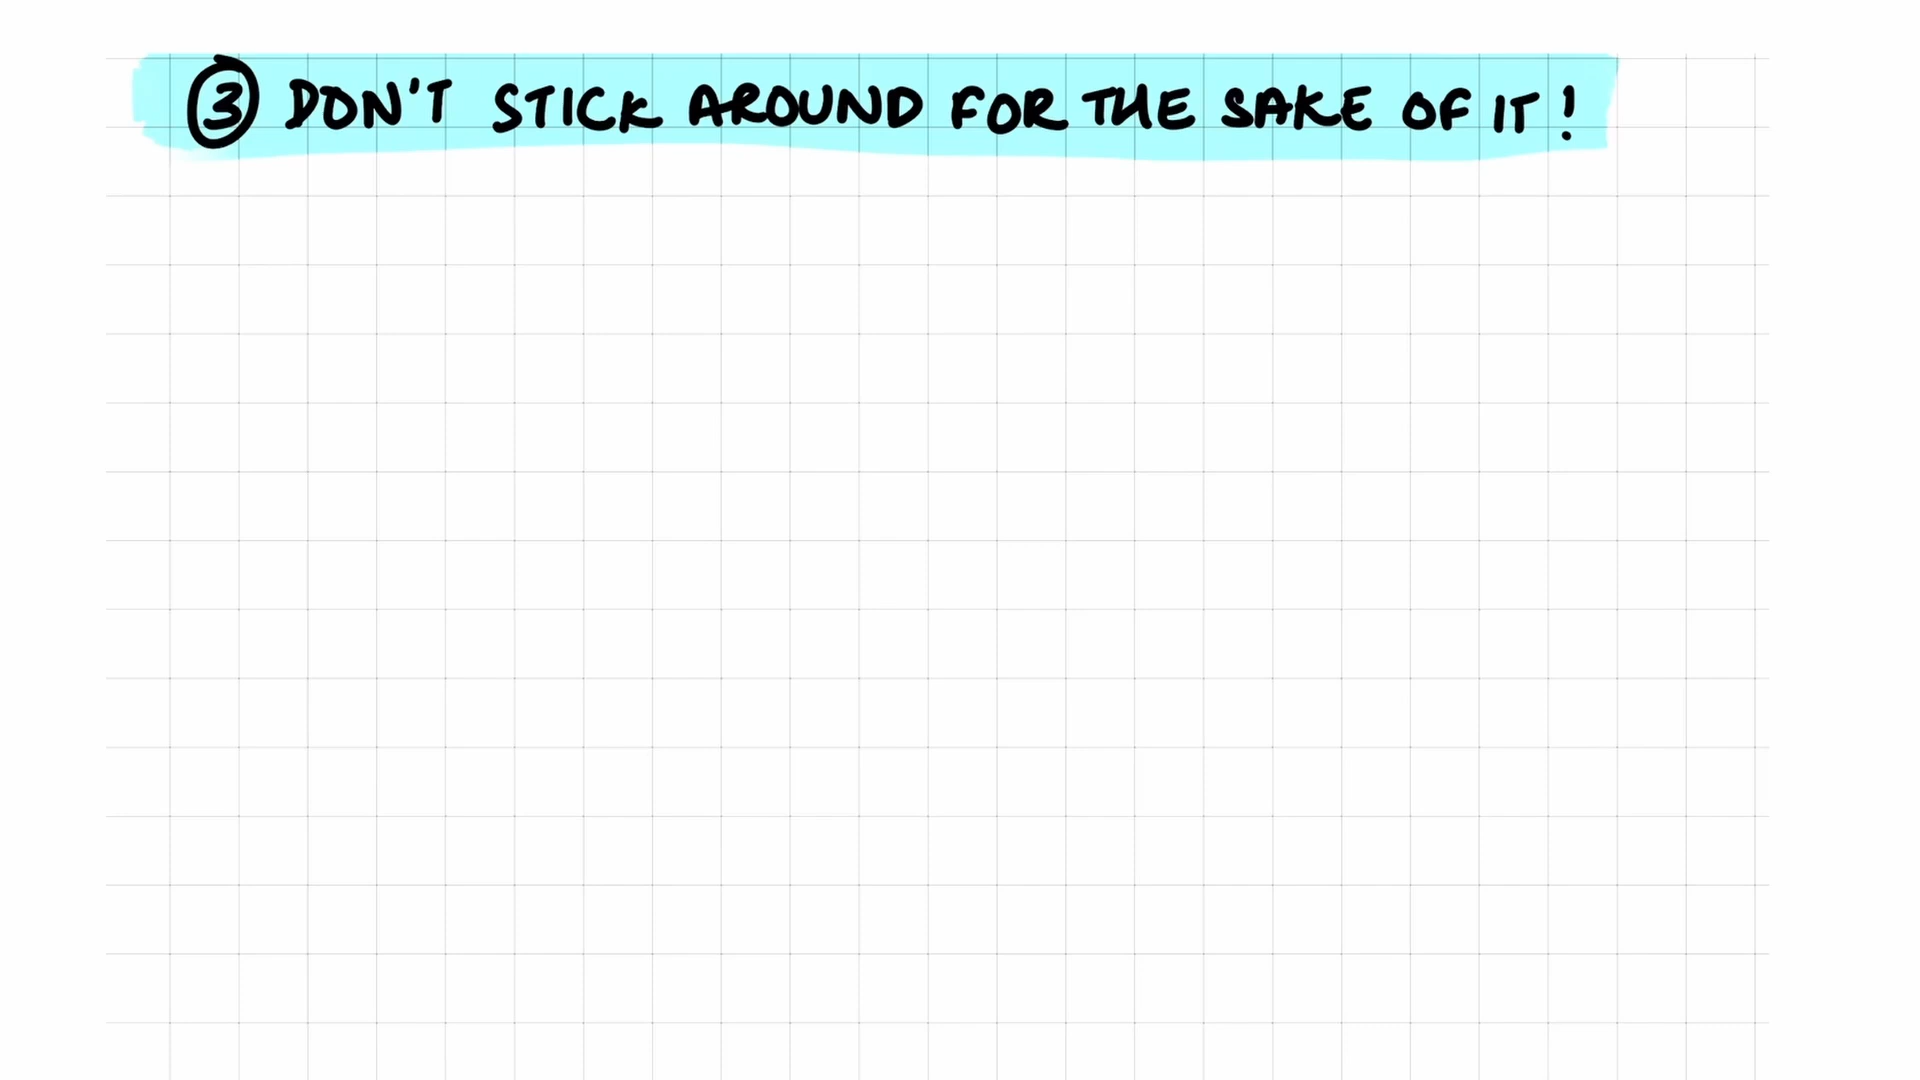 ③ DON'T STICK AROUND FOR THE SAKE OF IT!